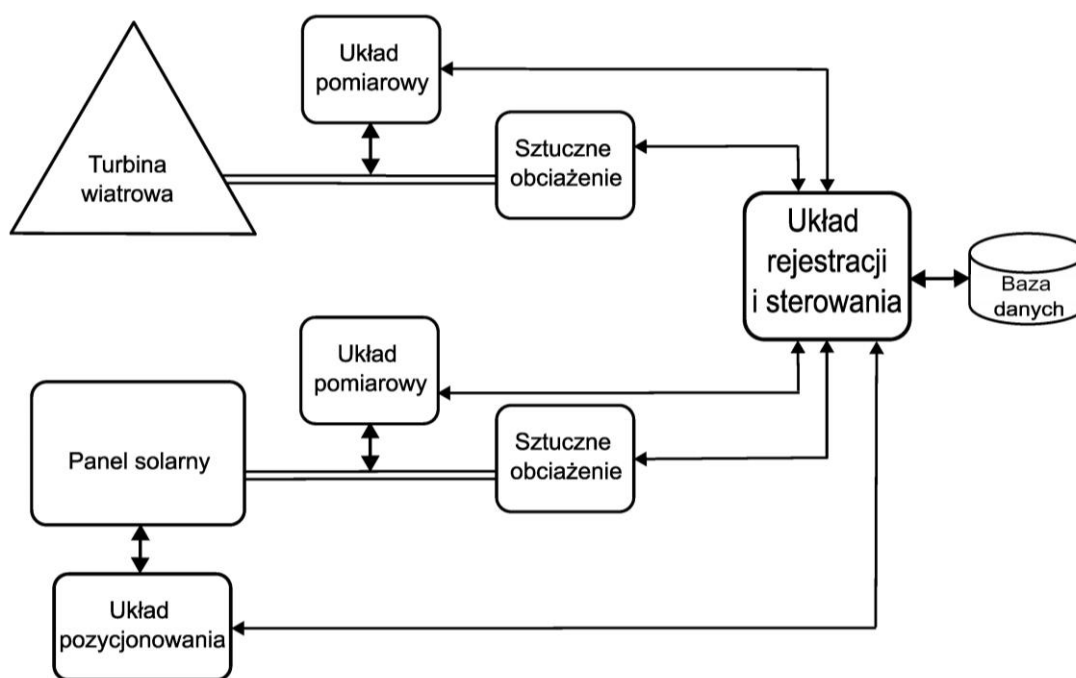 Układ
pomiarowy
Turbina
wiatrowa
Sztuczne
obciażenie
Układ
rejestracji
i sterowania
Baza
danych
Układ
pomiarowy
Panel solarny
Sztuczne
obciażenie
Układ
pozycjonowania